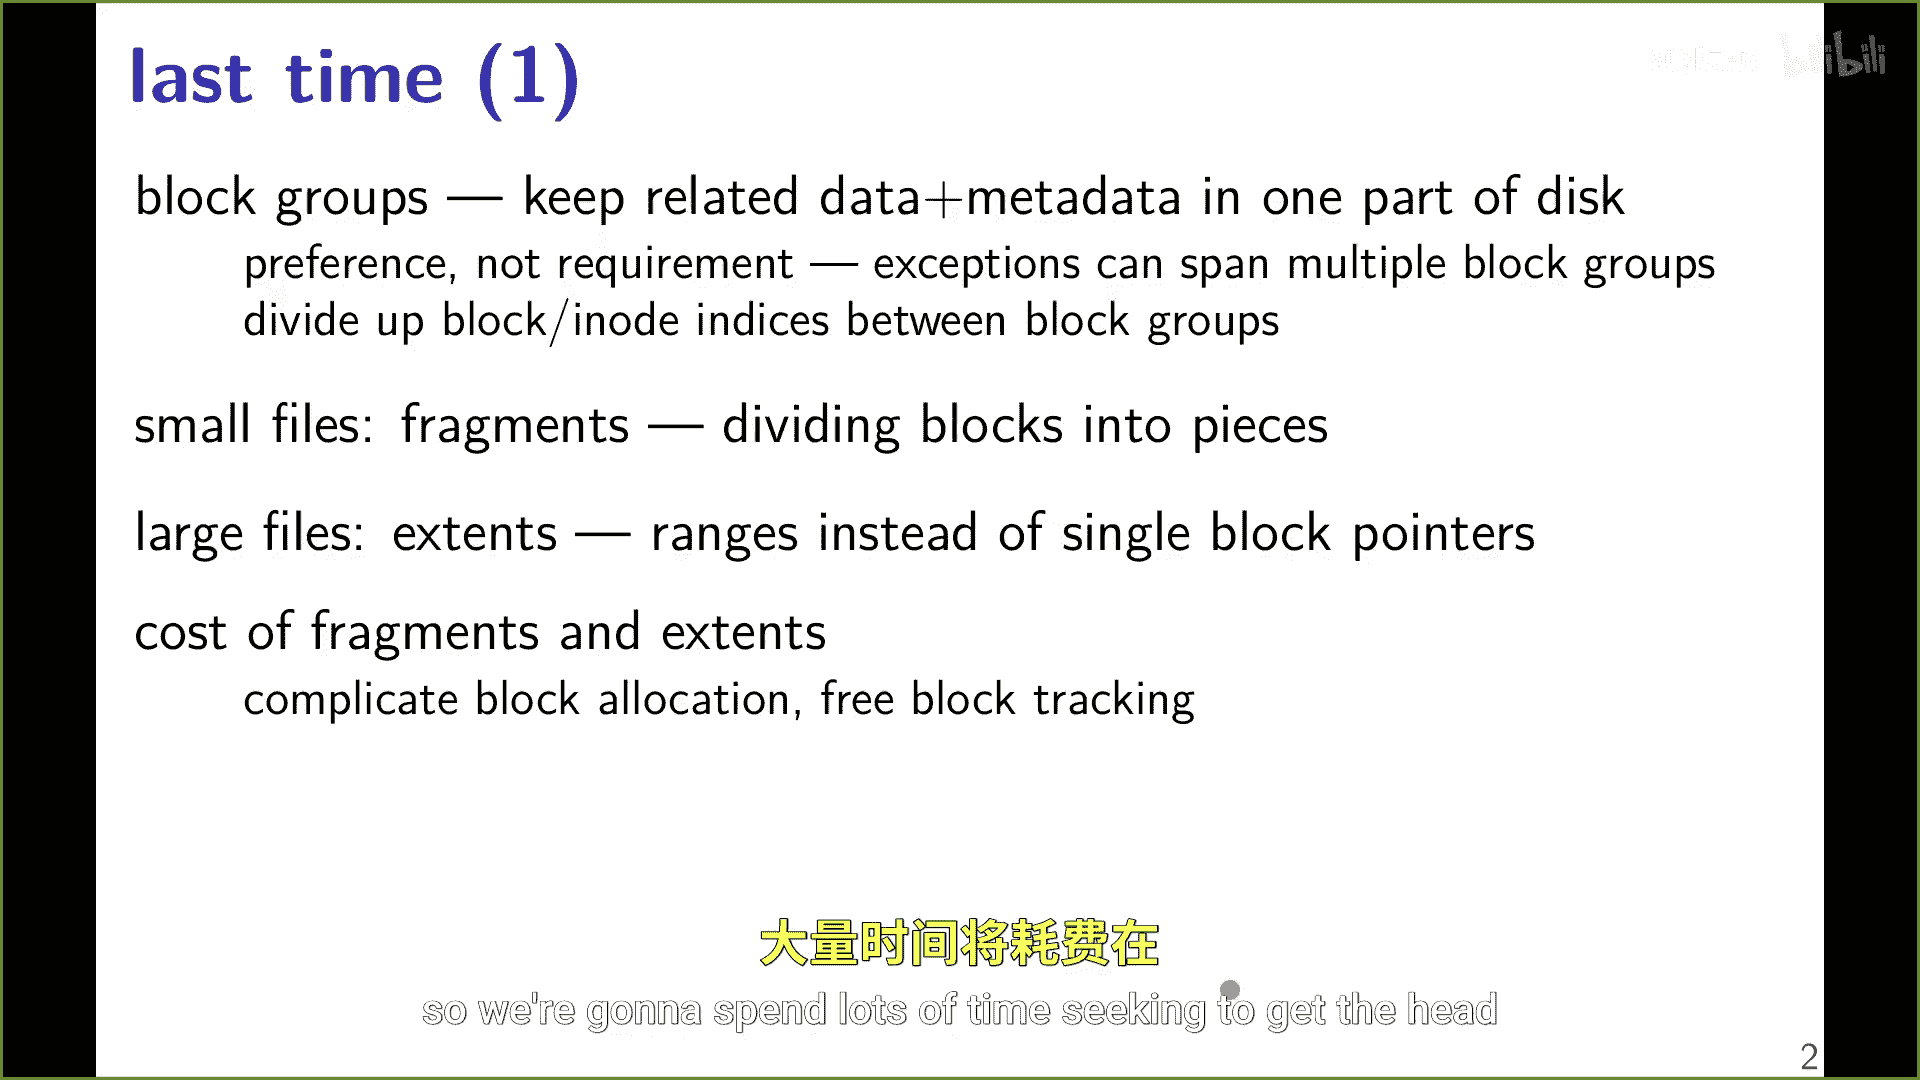 last time (1)
bilibili
block groups — keep related data+metadata in one part of disk
preference, not requirement — exceptions can span multiple block groups
divide up block/inode indices between block groups
small files: fragments — dividing blocks into pieces
large files: extents — ranges instead of single block pointers
cost of fragments and extents
complicate block allocation, free block tracking
大量时间将耗费在
so we're gonna spend lots of time seeking to get the head
2